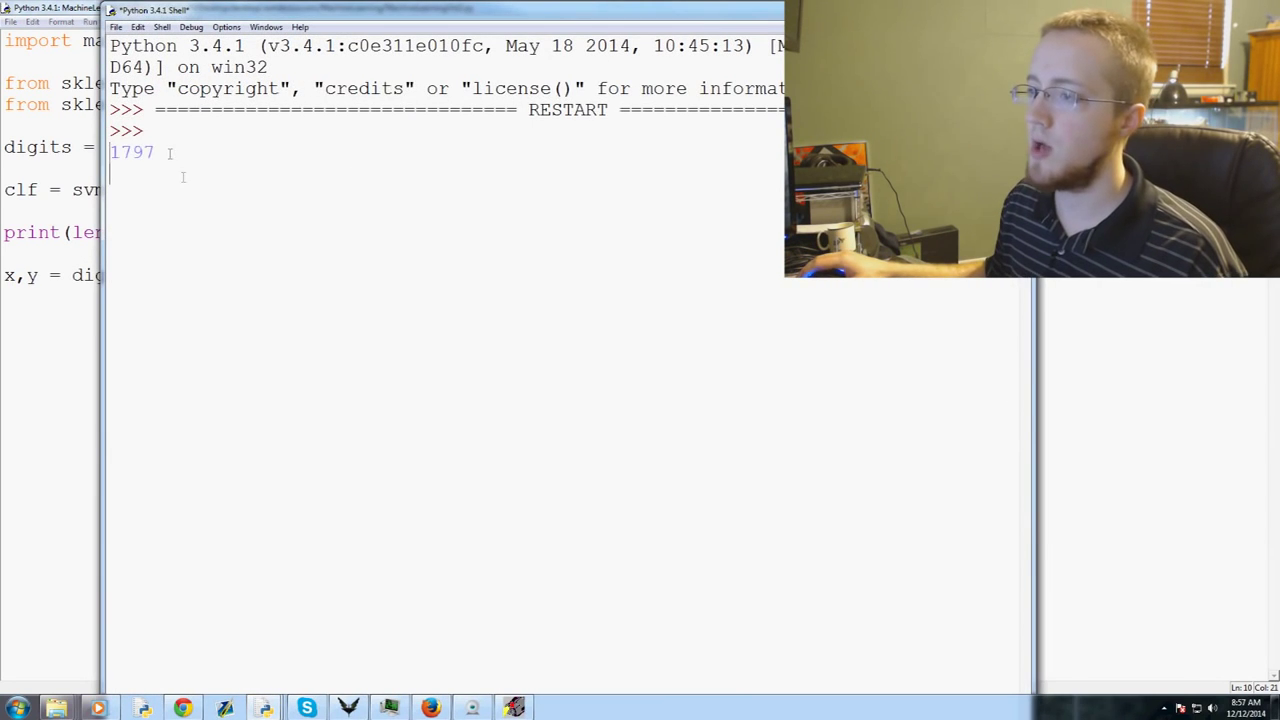 Python 3.4.1: MachineLe
File Edit Format Run
import ma
from skle
from skle
digits =
clf = svm
print(len
x,y = dig
*Python 3.4.1 Shell*
File Edit Shell Debug Options Windows Help
Python 3.4.1 (v3.4.1:c0e311e010fc, May 18 2014, 10:45:13) [M
D64)] on win32
Type "copyright", "credits" or "license()" for more informat
>>> ================================ RESTART ================
>>>
1797
Ln: 10 Col: 21
8:57 AM
12/12/2014